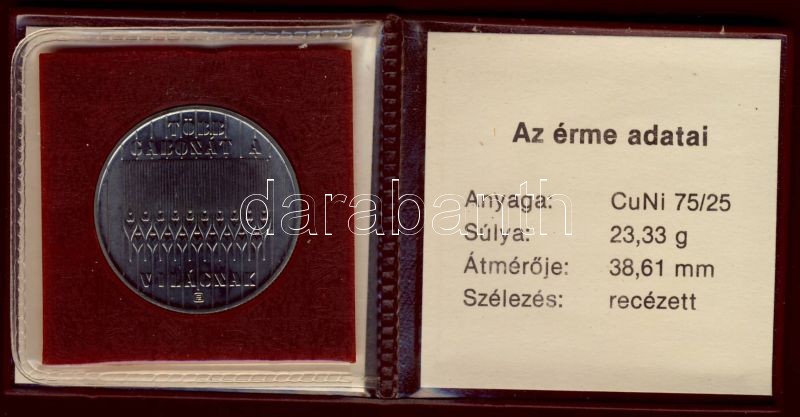 TÖBB
GABONÁT A
VILÁGNAK
Az érme adatai
Anyaga: CuNi 75/25
Súlya: 23,33 g
Átmérője: 38,61 mm
Szélezés: recézett
darabanth